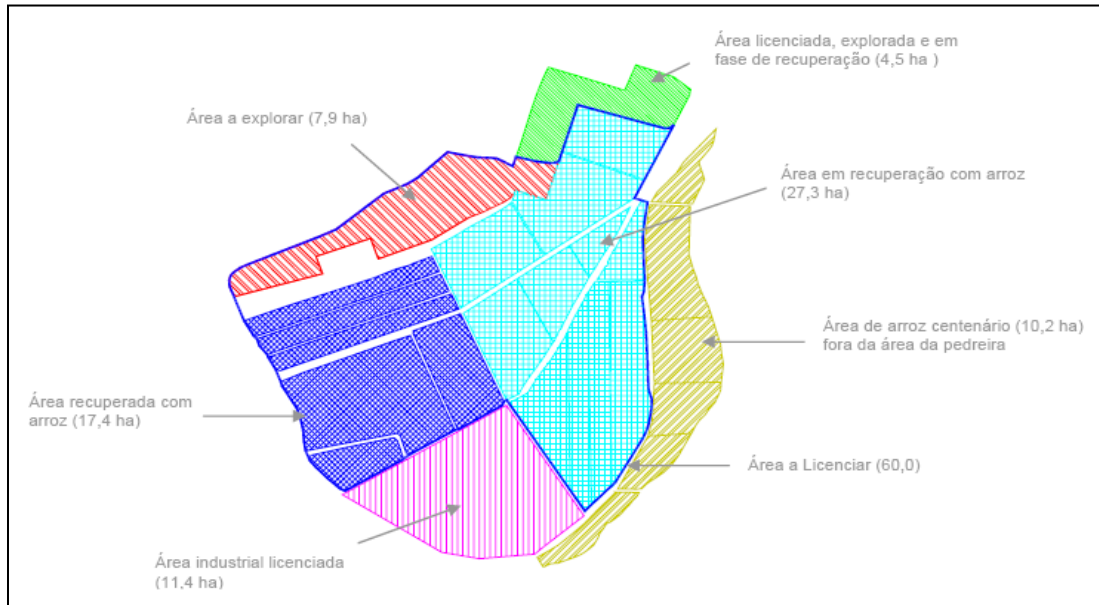 Área licenciada, explorada e em
fase de recuperação (4,5 ha )
Área a explorar (7,9 ha)
Área em recuperação com arroz
(27,3 ha)
Área de arroz centenário (10,2 ha)
fora da área da pedreira
Área recuperada com
arroz (17,4 ha)
Área a Licenciar (60,0)
Área industrial licenciada
(11,4 ha)